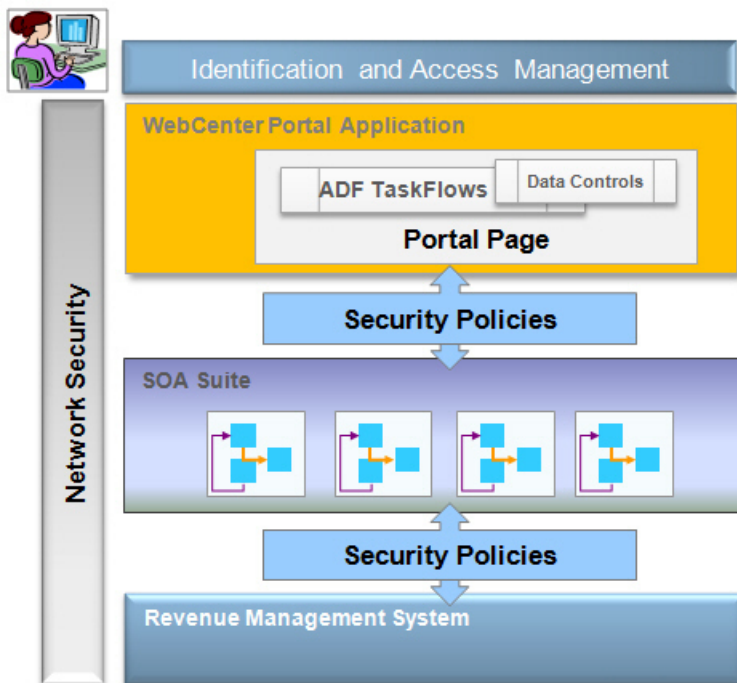 Identification and Access Management
WebCenter Portal Application
ADF TaskFlows
Data Controls
Portal Page
Security Policies
Network Security
SOA Suite
Security Policies
Revenue Management System